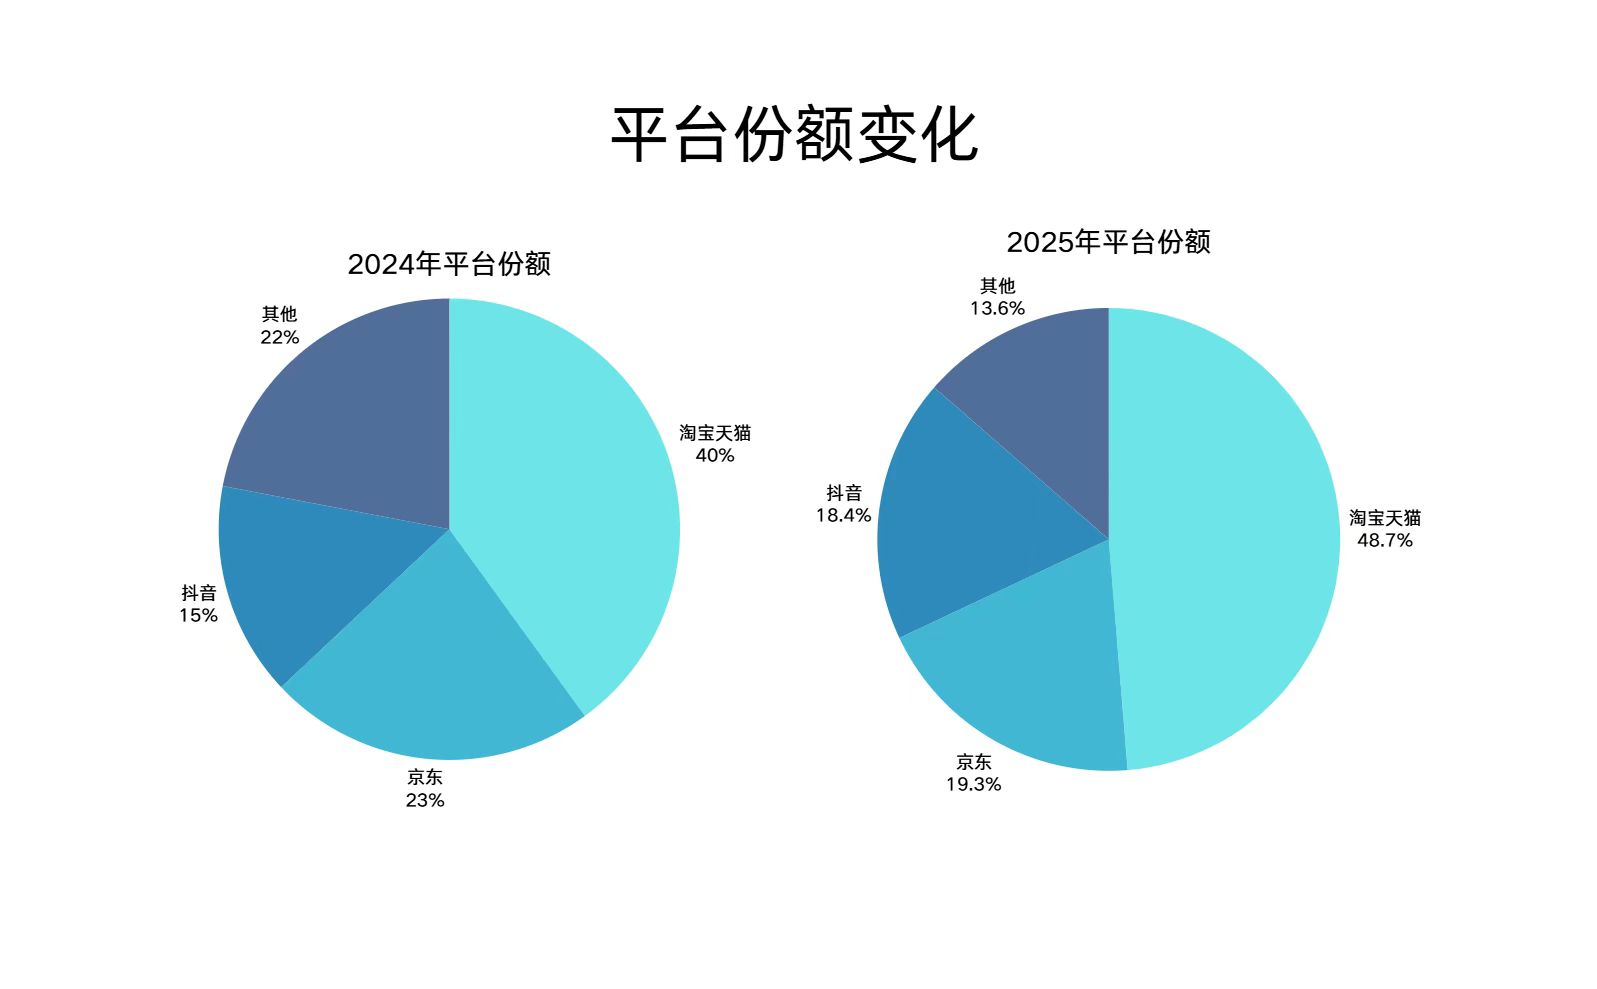 平台份额变化
2024年平台份额
其他
22%
淘宝天猫
40%
抖音
15%
京东
23%
2025年平台份额
其他
13.6%
抖音
18.4%
淘宝天猫
48.7%
京东
19.3%